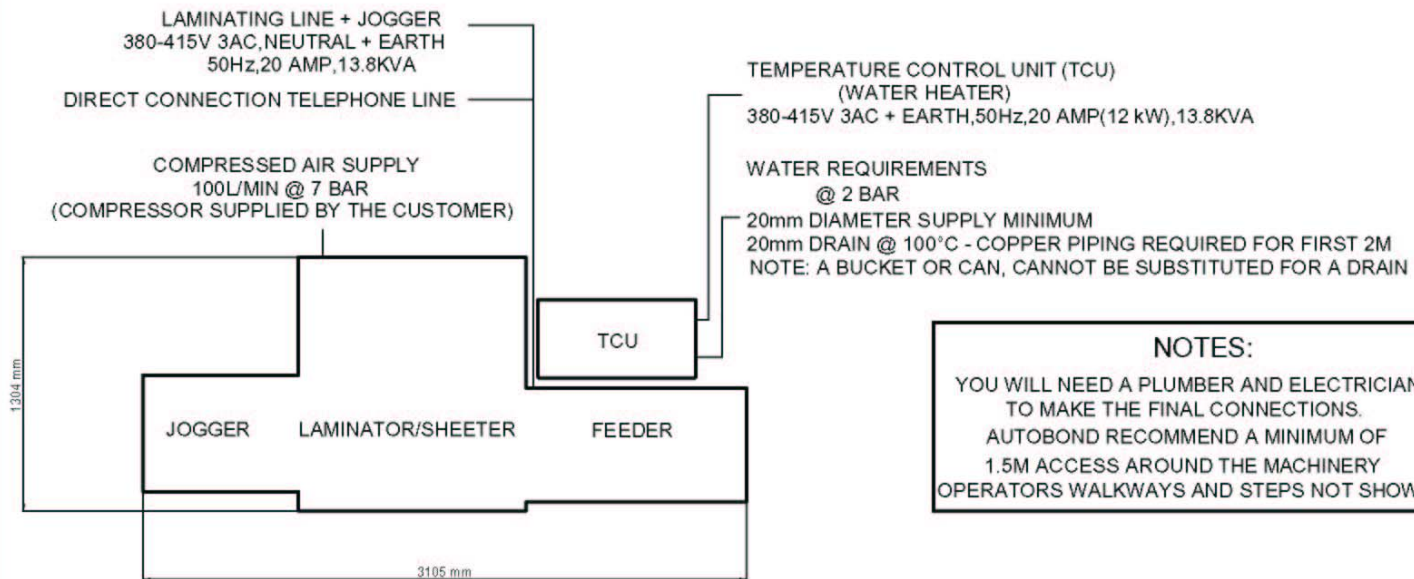 LAMINATING LINE + JOGGER
380-415V 3AC,NEUTRAL + EARTH
50Hz,20 AMP,13.8KVA
DIRECT CONNECTION TELEPHONE LINE
COMPRESSED AIR SUPPLY
100L/MIN @ 7 BAR
(COMPRESSOR SUPPLIED BY THE CUSTOMER)
TEMPERATURE CONTROL UNIT (TCU)
(WATER HEATER)
380-415V 3AC + EARTH,50Hz,20 AMP(12 kW),13.8KVA
WATER REQUIREMENTS
@ 2 BAR
20mm DIAMETER SUPPLY MINIMUM
20mm DRAIN @ 100°C - COPPER PIPING REQUIRED FOR FIRST 2M
NOTE: A BUCKET OR CAN, CANNOT BE SUBSTITUTED FOR A DRAIN
TCU
1304 mm
JOGGER
LAMINATOR/SHEETER
FEEDER
3105 mm
NOTES:
YOU WILL NEED A PLUMBER AND ELECTRICIAN
TO MAKE THE FINAL CONNECTIONS.
AUTOBOND RECOMMEND A MINIMUM OF
1.5M ACCESS AROUND THE MACHINERY
OPERATORS WALKWAYS AND STEPS NOT SHOW